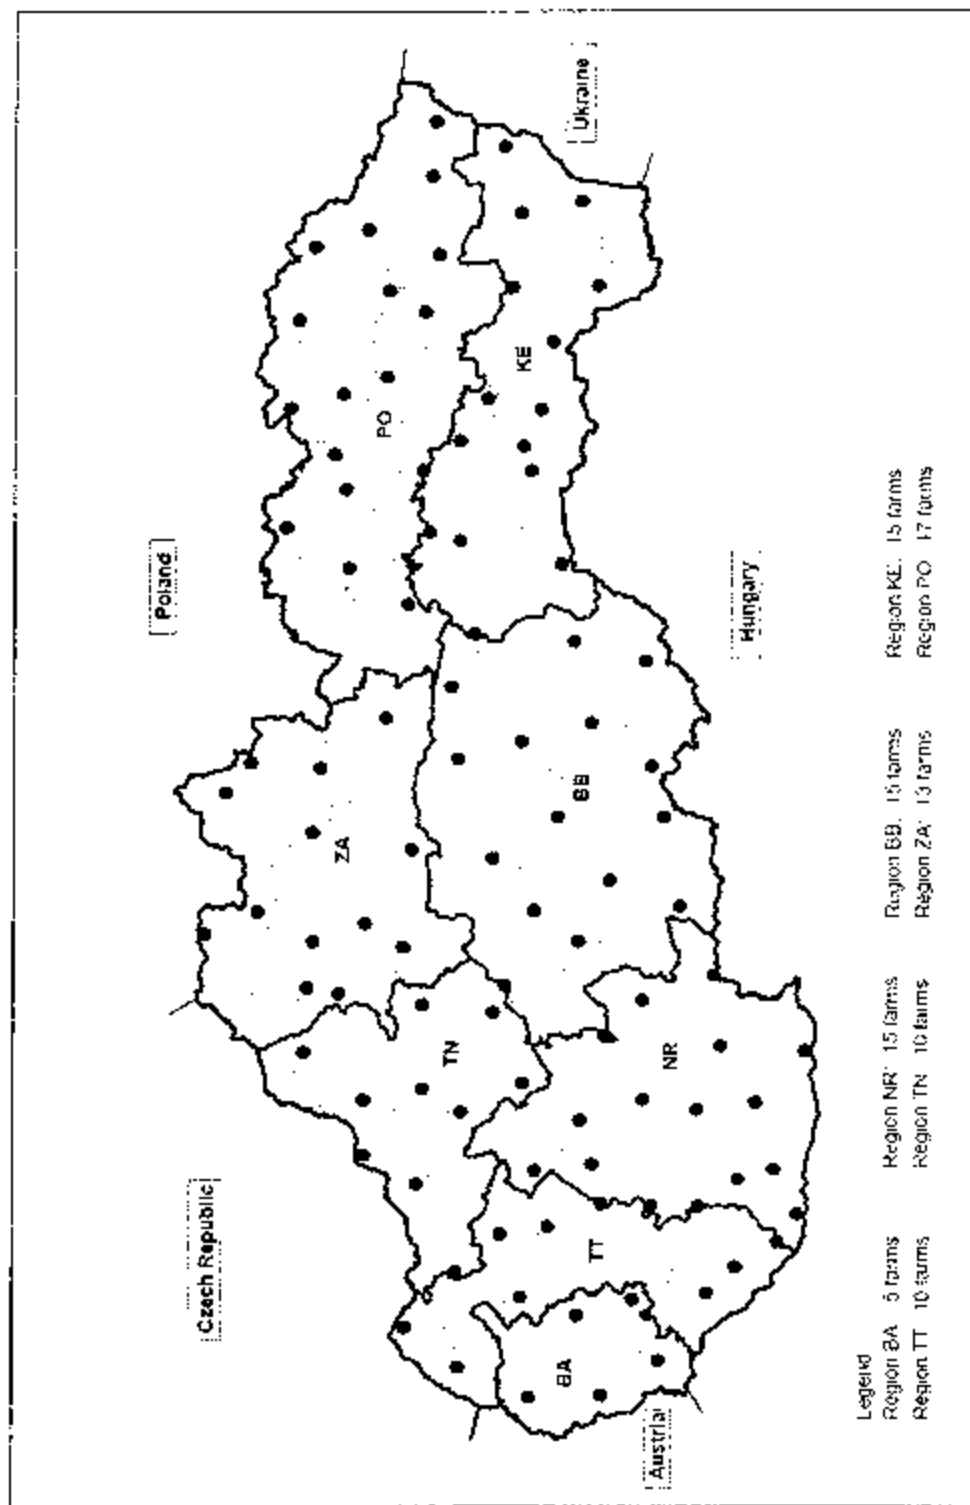 Poland
Czech Republic
Ukraine
Austria
Hungary
PO
KE
ZA
BB
TN
NR
TT
BA
Legend
Region BA 5 farms
Region TT 10 farms
Region NR: 15 farms
Region TN 10 farms
Region BB. 15 farms
Region ZA: 13 farms
Region KE. 15 farms
Region PO 17 farms